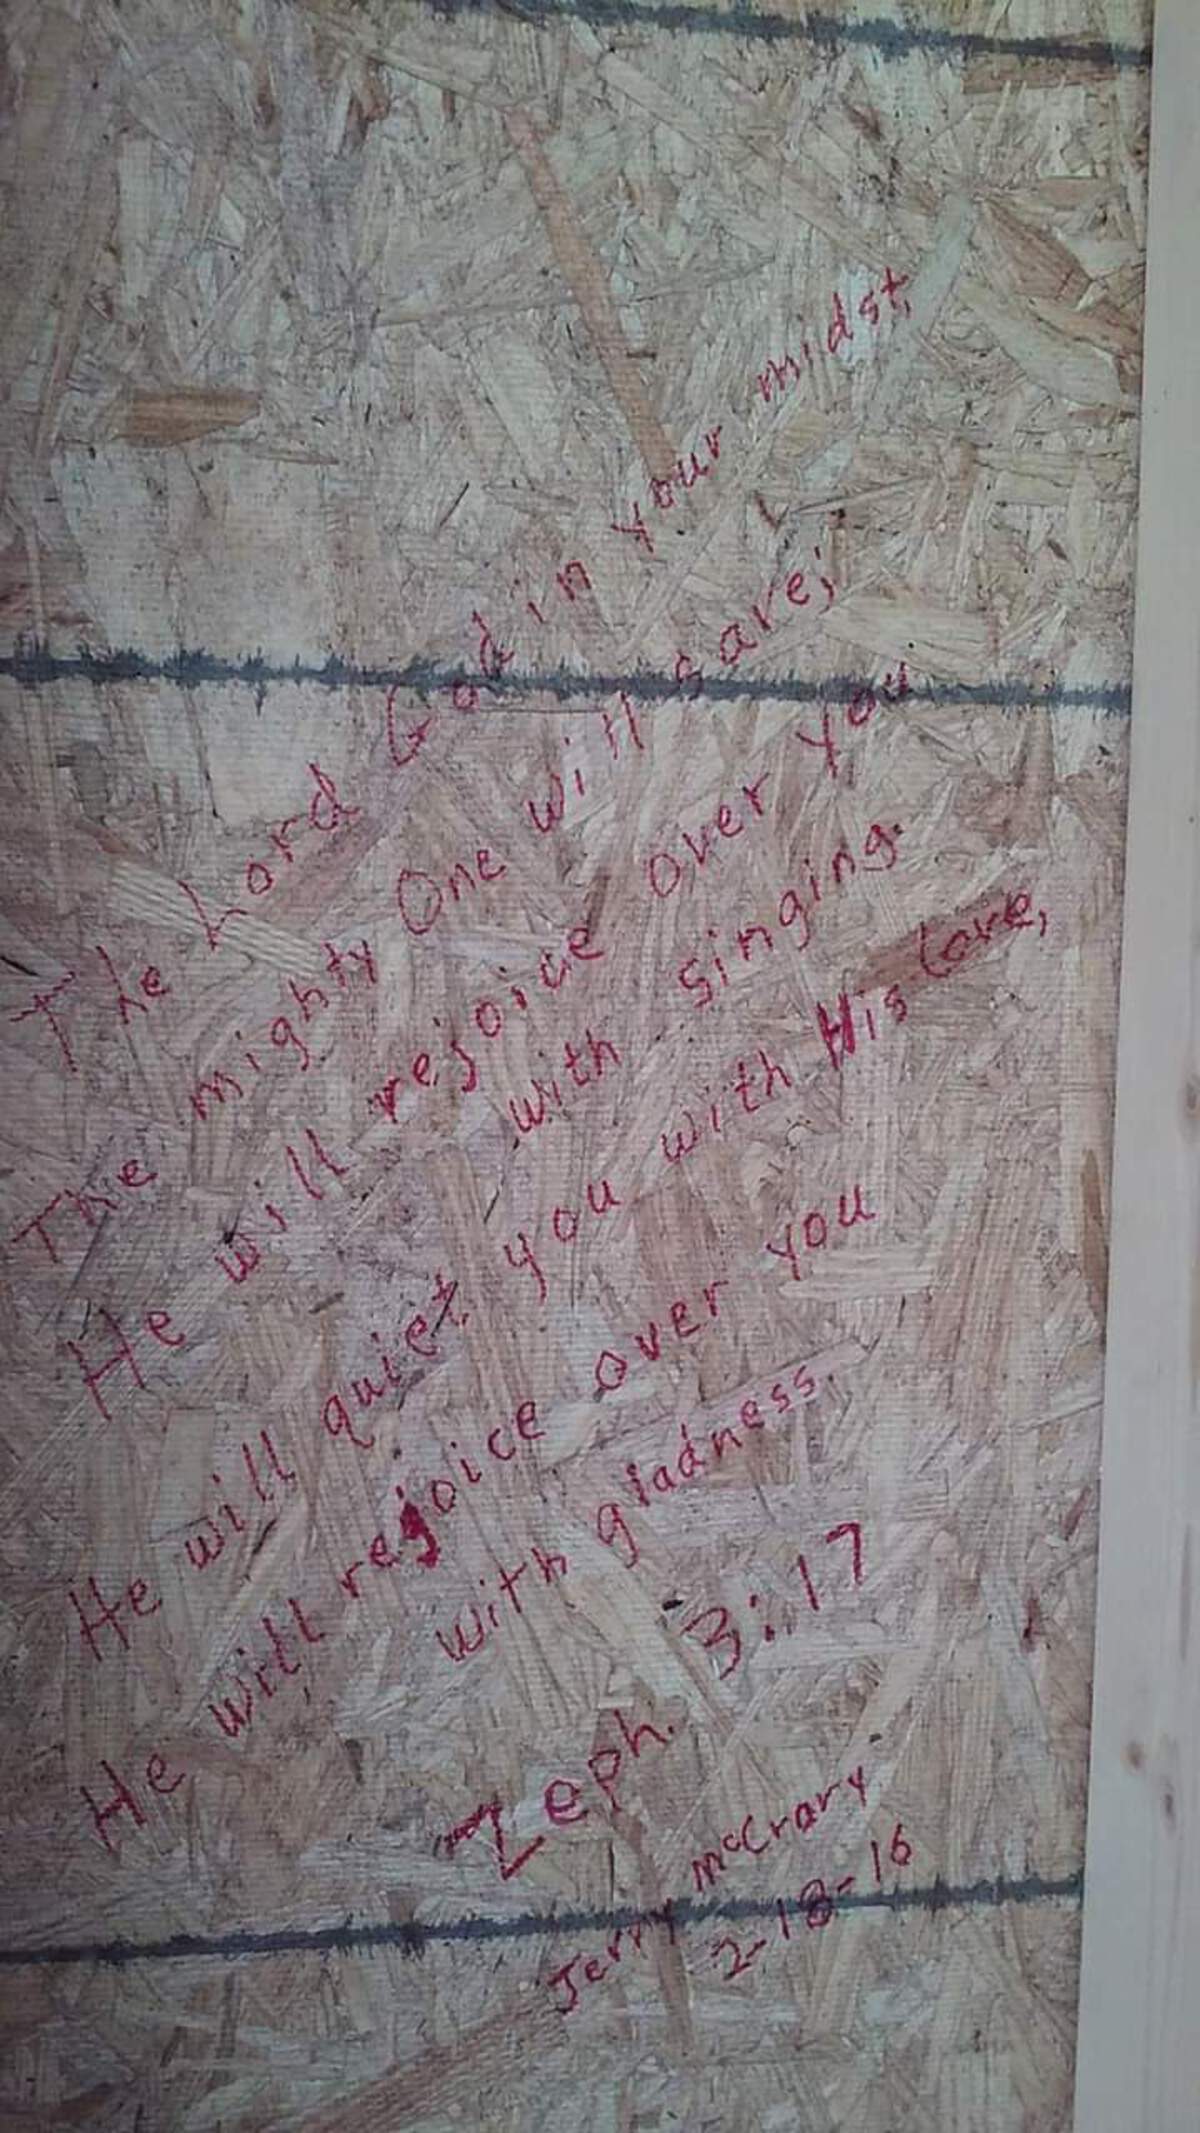 The Lord God in your midst,
The mighty One will save;
He will rejoice over you
with singing.
He will quiet you with His love,
He will rejoice over you
with gladness.
Zeph. 3:17
Jerry McCrary
2-18-16